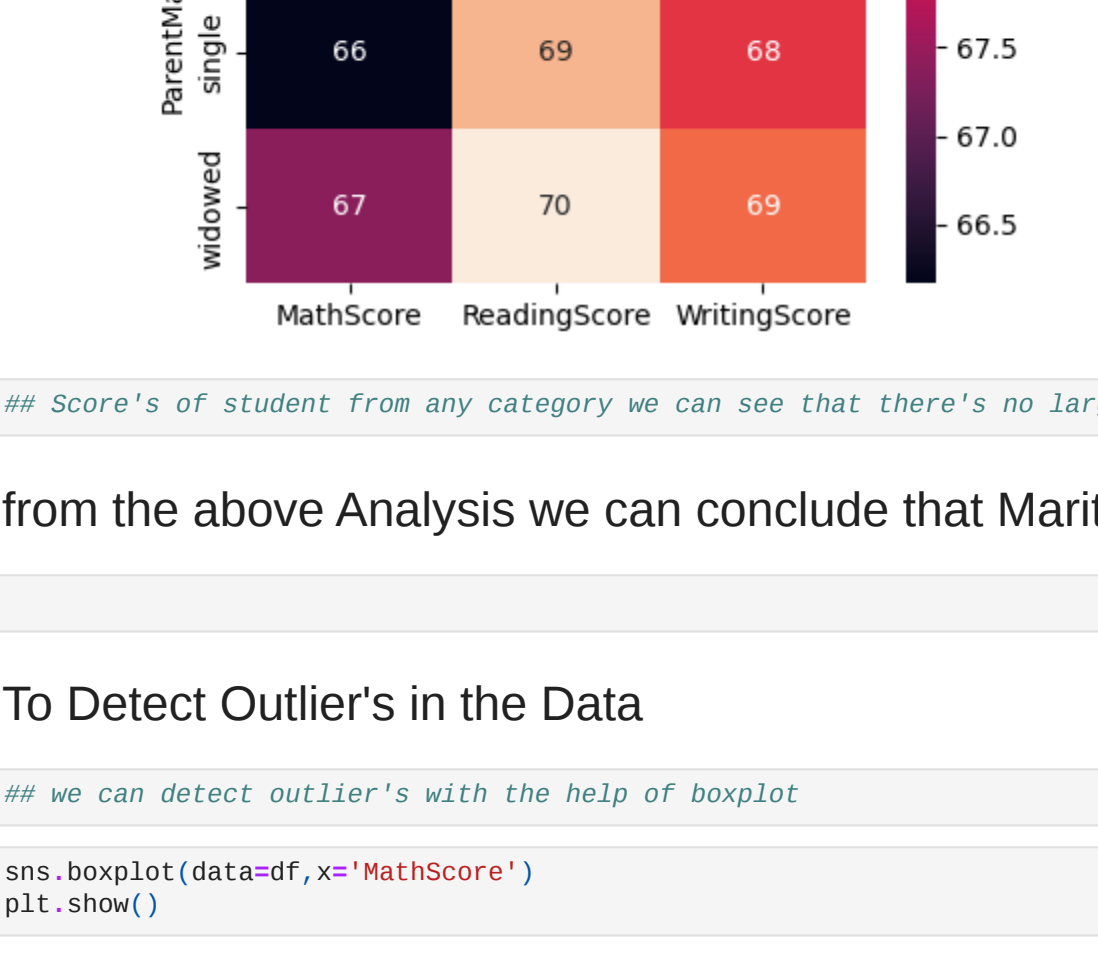 single
66 69 68
67.5
67.0
widowed
67 70 69
66.5
MathScore ReadingScore WritingScore
## Score's of student from any category we can see that there's no
from the above Analysis we can conclude that
To Detect Outlier's in the Data
## we can detect outlier's with the help of boxplot
sns.boxplot(data=df,x='MathScore')
plt.show()